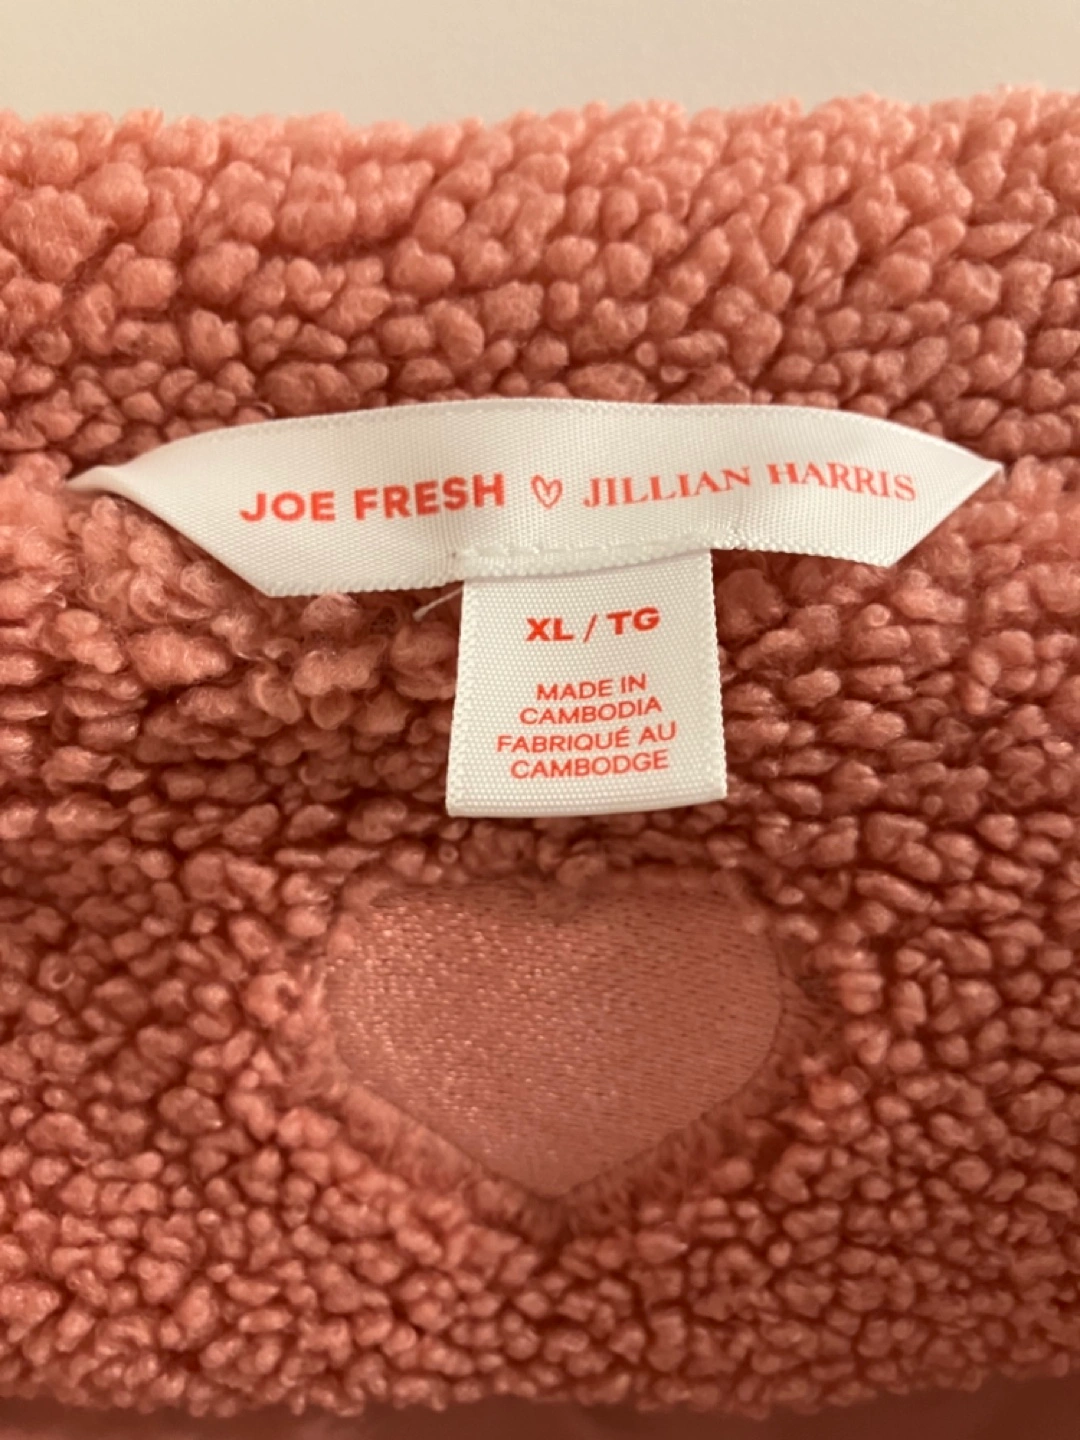 JOE FRESH ♡ JILLIAN HARRIS
XL / TG
MADE IN
CAMBODIA
FABRIQUÉ AU
CAMBODGE